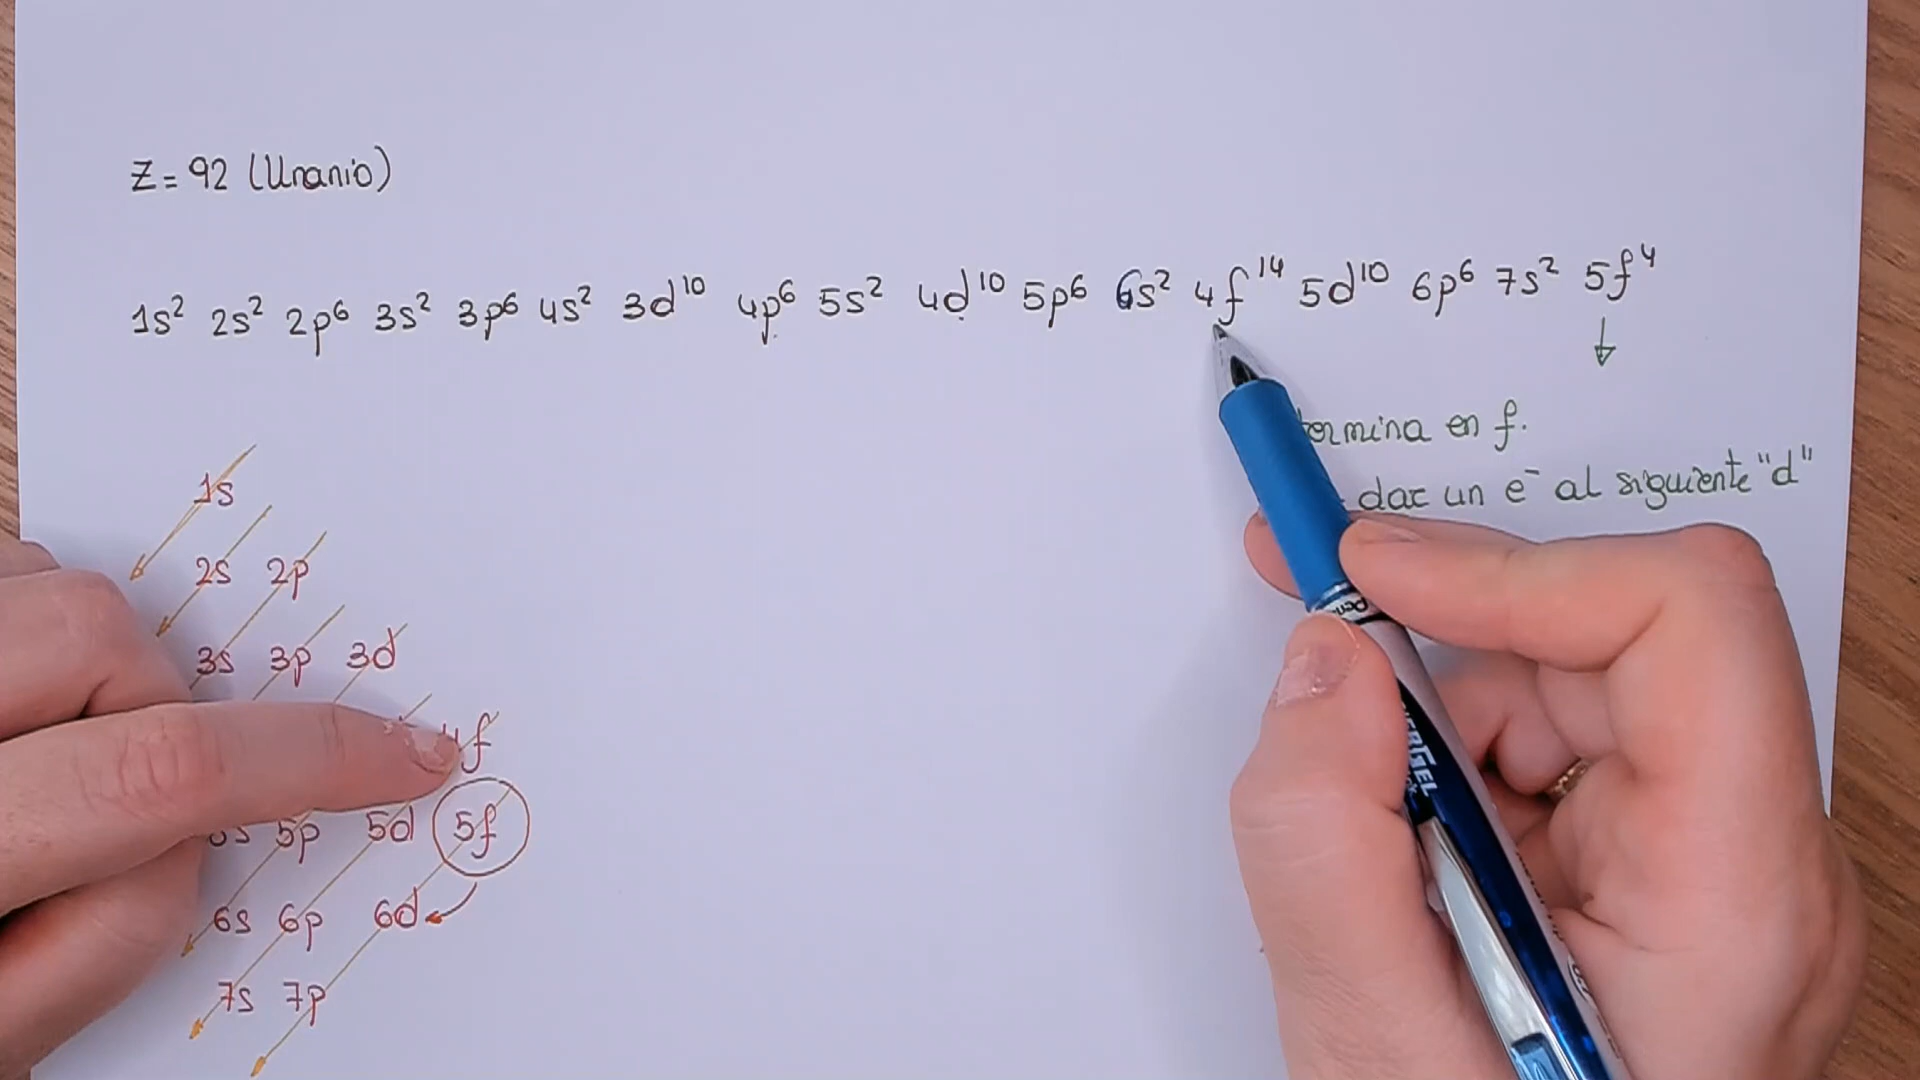 Z = 92 (Uranio)
1s² 2s² 2p⁶ 3s² 3p⁶ 4s² 3d¹⁰ 4p⁶ 5s² 4d¹⁰ 5p⁶ 6s² 4f¹⁴ 5d¹⁰ 6p⁶ 7s² 5f⁴
en f.
dar un e⁻ al siguiente "d"
1s
2s 2p
3s 3p 3d
4f
5p 5d 5f
6s 6p 6d
7s 7p